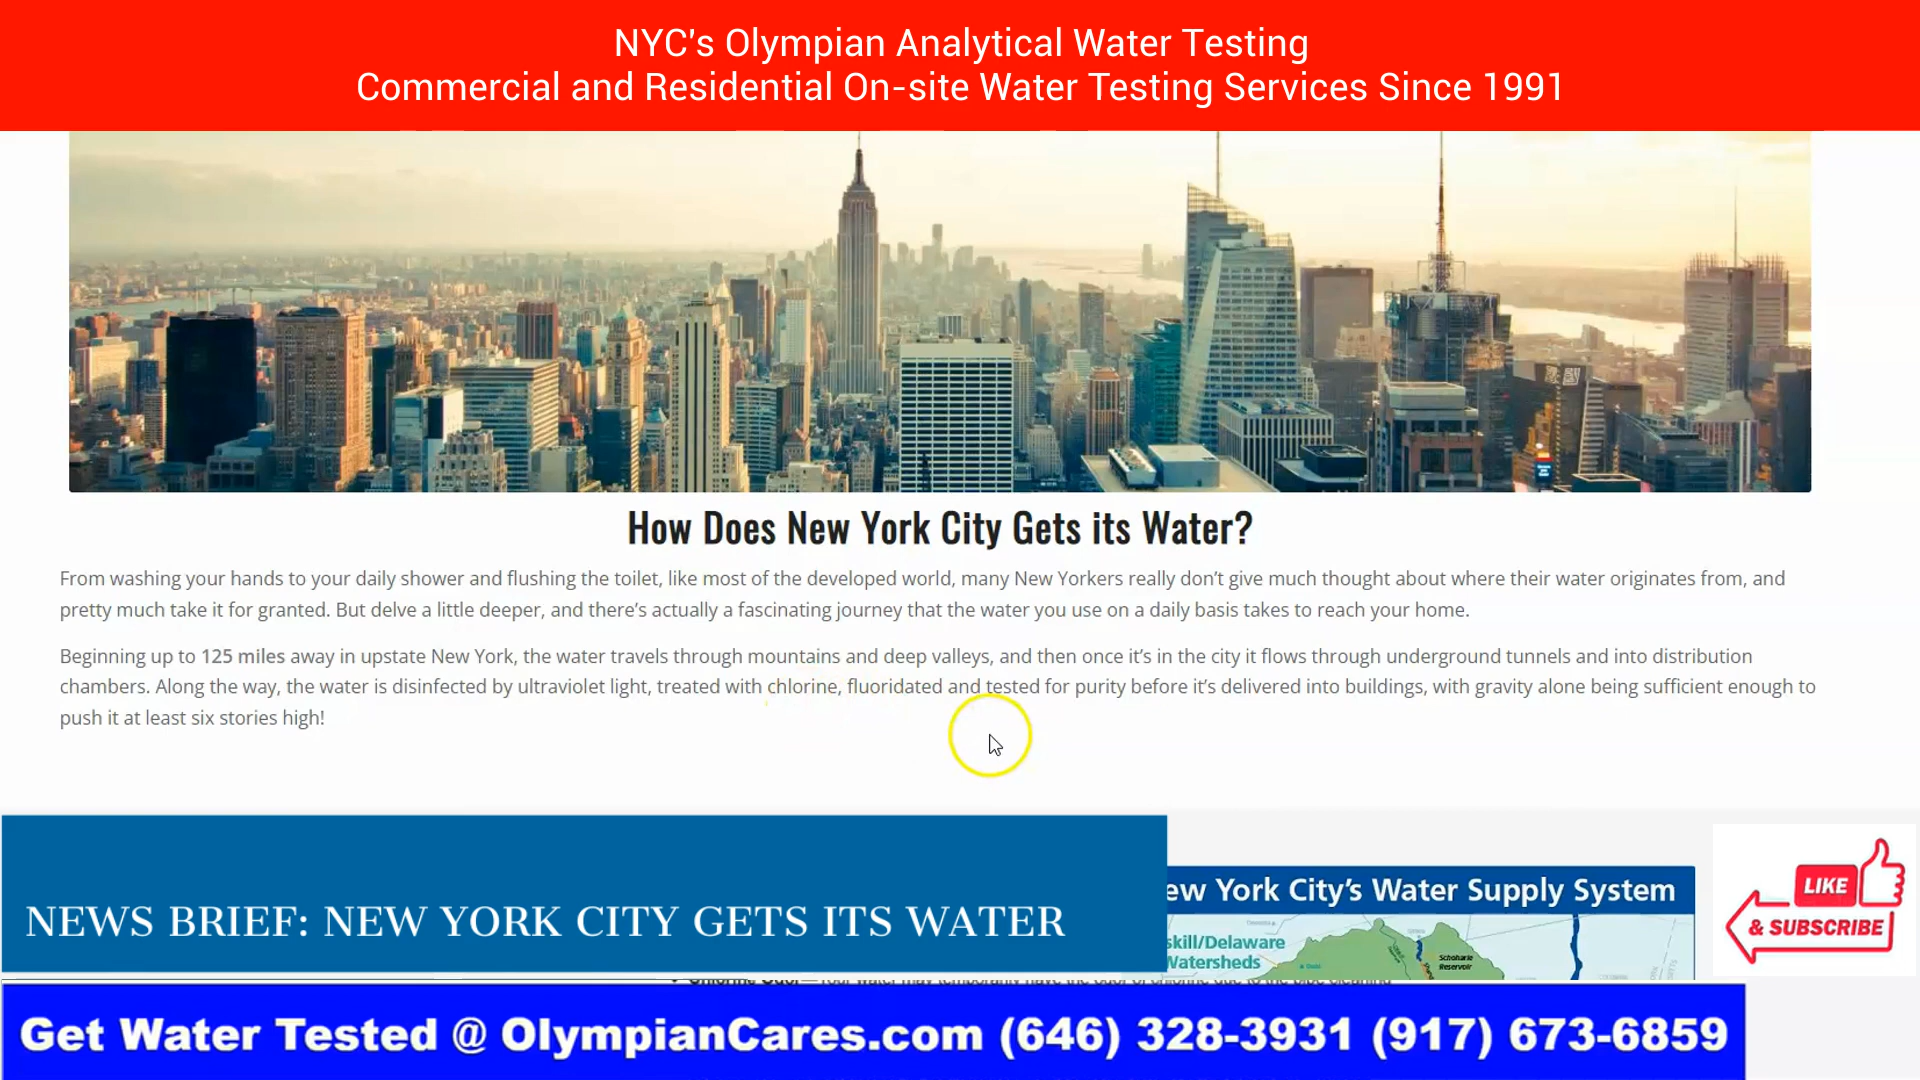 NYC's Olympian Analytical Water Testing
Commercial and Residential On-site Water Testing Services Since 1991
How Does New York City Gets its Water?
From washing your hands to your daily shower and flushing the toilet, like most of the developed world, many New Yorkers really don’t give much thought about where their water originates from, and
pretty much take it for granted. But delve a little deeper, and there’s actually a fascinating journey that the water you use on a daily basis takes to reach your home.
Beginning up to 125 miles away in upstate New York, the water travels through mountains and deep valleys, and then once it’s in the city it flows through underground tunnels and into distribution
chambers. Along the way, the water is disinfected by ultraviolet light, treated with chlorine, fluoridated and tested for purity before it’s delivered into buildings, with gravity alone being sufficient enough to
push it at least six stories high!
NEWS BRIEF: NEW YORK CITY GETS ITS WATER
ew York City’s Water Supply System
skill/Delaware
Watersheds
Schoharie
Reservoir
LIKE
& SUBSCRIBE
Get Water Tested @ OlympianCares.com (646) 328-3931 (917) 673-6859